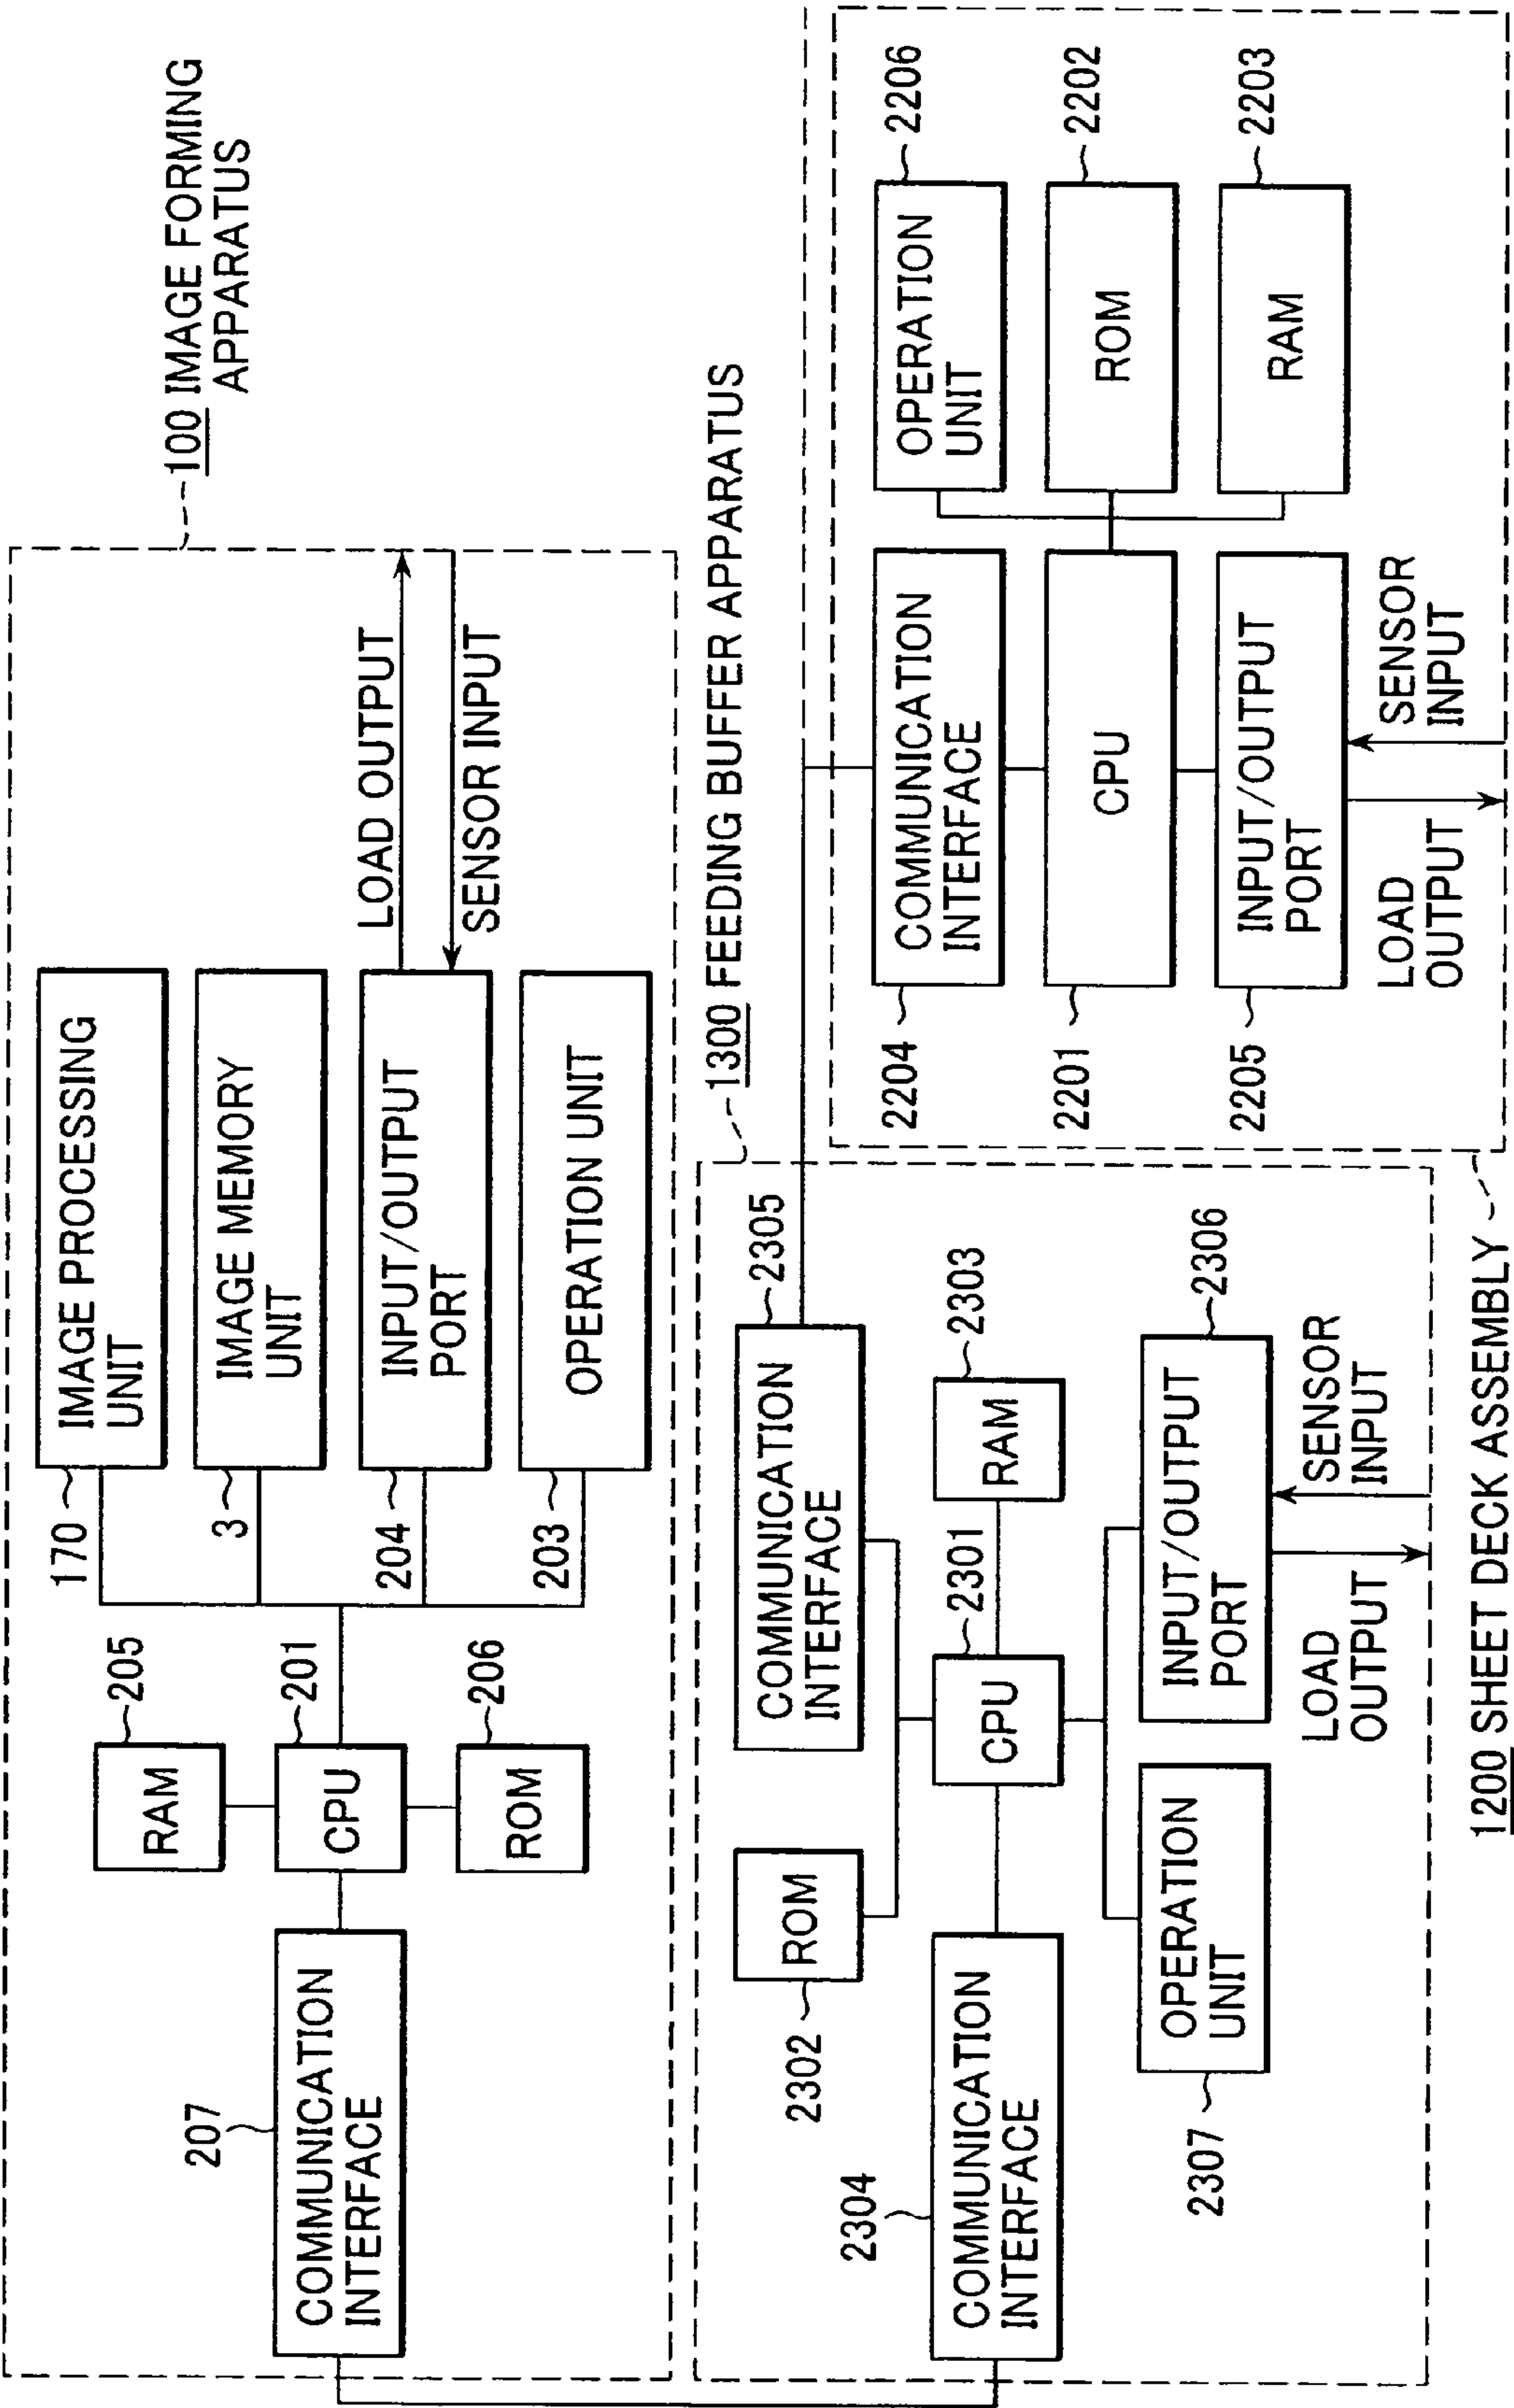 100 IMAGE FORMING
APPARATUS
IMAGE PROCESSING
UNIT
170
IMAGE MEMORY
UNIT
3
LOAD OUTPUT
SENSOR INPUT
INPUT/OUTPUT
PORT
204
OPERATION UNIT
203
RAM
205
CPU
201
ROM
206
207
COMMUNICATION
INTERFACE
1300 FEEDING BUFFER APPARATUS
COMMUNICATION
INTERFACE
2305
ROM
2302
RAM
2303
CPU
2301
2304
COMMUNICATION
INTERFACE
OPERATION
UNIT
2307
INPUT/OUTPUT
PORT
2306
SENSOR
INPUT
LOAD
OUTPUT
1200 SHEET DECK ASSEMBLY
COMMUNICATION
INTERFACE
2204
OPERATION
UNIT
2206
CPU
2201
ROM
2202
INPUT/OUTPUT
PORT
2205
RAM
2203
SENSOR
INPUT
LOAD
OUTPUT